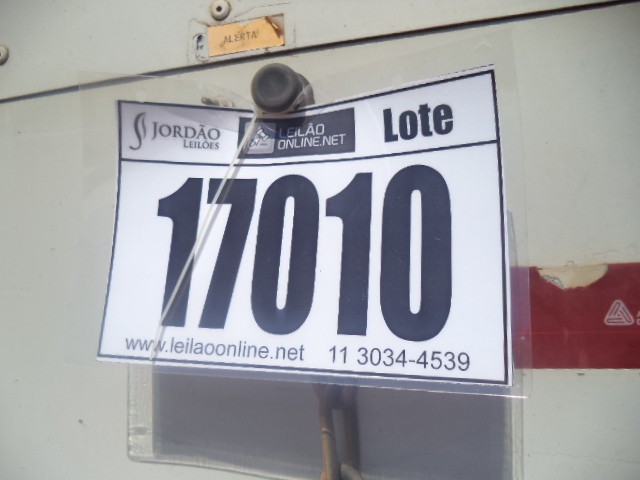 ALERTA!
JORDÃO
LEILÕES
LEILÃO
ONLINE.NET
Lote
17010
www.leilaoonline.net 11 3034-4539